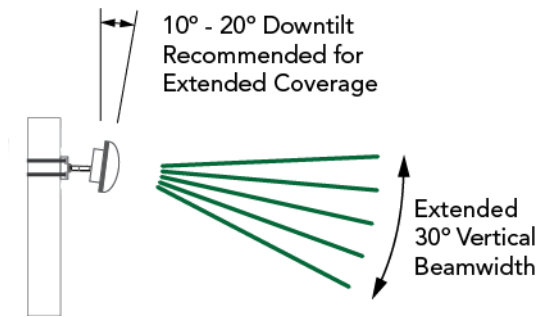 10º - 20º Downtilt
Recommended for
Extended Coverage
Extended
30º Vertical
Beamwidth